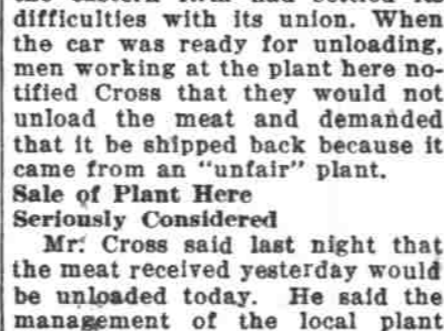 difficulties with its union. When
the car was ready for unloading,
men working at the plant here no-
tified Cross that they would not
unload the meat and demanded
that it be shipped back because it
came from an "unfair" plant.
Sale of Plant Here
Seriously Considered
Mr. Cross said last night that
the meat received yesterday would
be unloaded today. He said the
management of the local plant